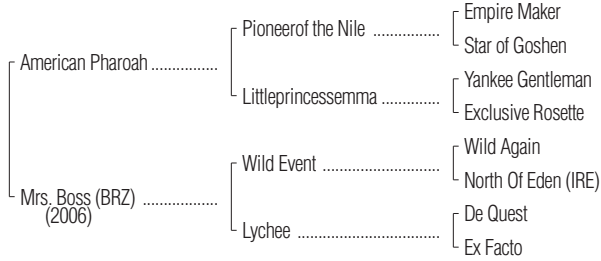 Empire Maker
Pioneerof the Nile ................
Star of Goshen
American Pharoah ................
Yankee Gentleman
Littleprincessemma ..............
Exclusive Rosette
Wild Again
Wild Event ............................
North Of Eden (IRE)
Mrs. Boss (BRZ) ..................
(2006)
De Quest
Lychee ..................................
Ex Facto